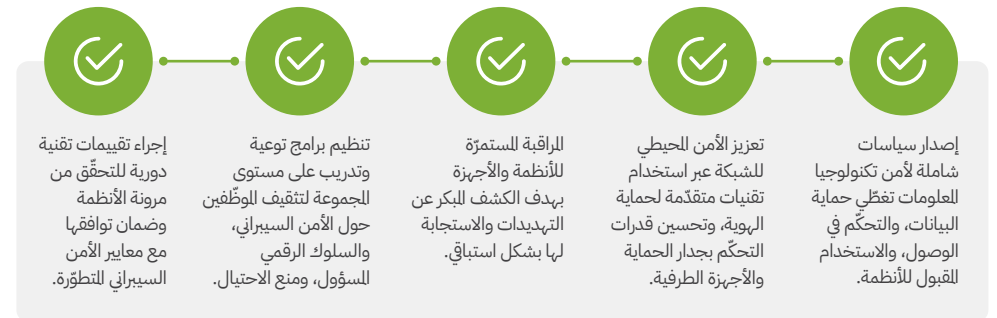 إصدار سياسات
شاملة لأمن تكنولوجيا
المعلومات تغطّي حماية
البيانات، والتحكّم في
الوصول، والاستخدام
المقبول للأنظمة.
تعزيز الأمن المحيطي
للشبكة عبر استخدام
تقنيات متقدّمة لحماية
الهوية، وتحسين قدرات
التحكّم بجدار الحماية
والأجهزة الطرفية.
المراقبة المستمرّة
للأنظمة والأجهزة
بهدف الكشف المبكر عن
التهديدات والاستجابة
لها بشكل استباقي.
تنظيم برامج توعية
وتدريب على مستوى
المجموعة لتثقيف الموظّفين
حول الأمن السيبراني،
والسلوك الرقمي
المسؤول، ومنع الاحتيال.
إجراء تقييمات تقنية
دورية للتحقّق من
مرونة الأنظمة
وضمان توافقها
مع معايير الأمن
السيبراني المتطوّرة.